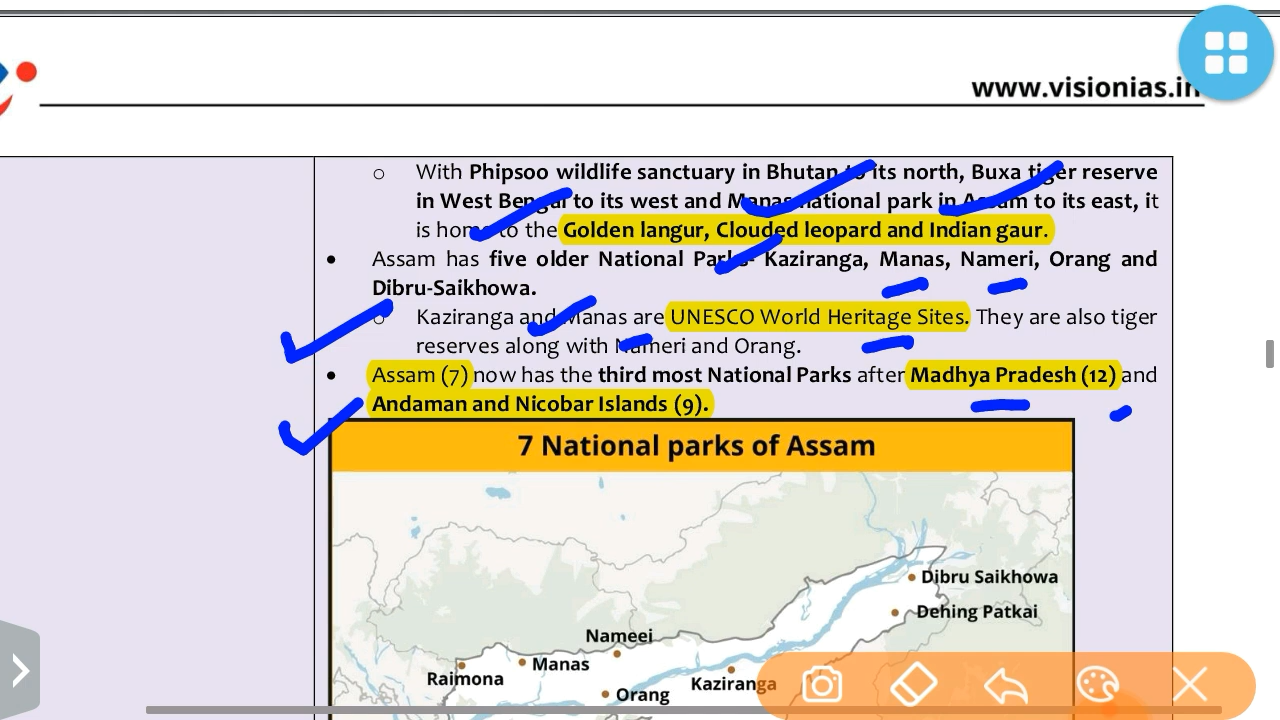 www.visionias.in
With Phipsoo wildlife sanctuary in Bhutan to its north, Buxa tiger reserve
in West Bengal to its west and Manas national park in Assam to its east, it
is home to the Golden langur, Clouded leopard and Indian gaur.
Assam has five older National Parks- Kaziranga, Manas, Nameri, Orang and
Dibru-Saikhowa.
Kaziranga and Manas are UNESCO World Heritage Sites. They are also tiger
reserves along with Nameri and Orang.
Assam (7) now has the third most National Parks after Madhya Pradesh (12) and
Andaman and Nicobar Islands (9).
7 National parks of Assam
Dibru Saikhowa
Dehing Patkai
Nameei
Manas
Raimona
Kaziranga
Orang